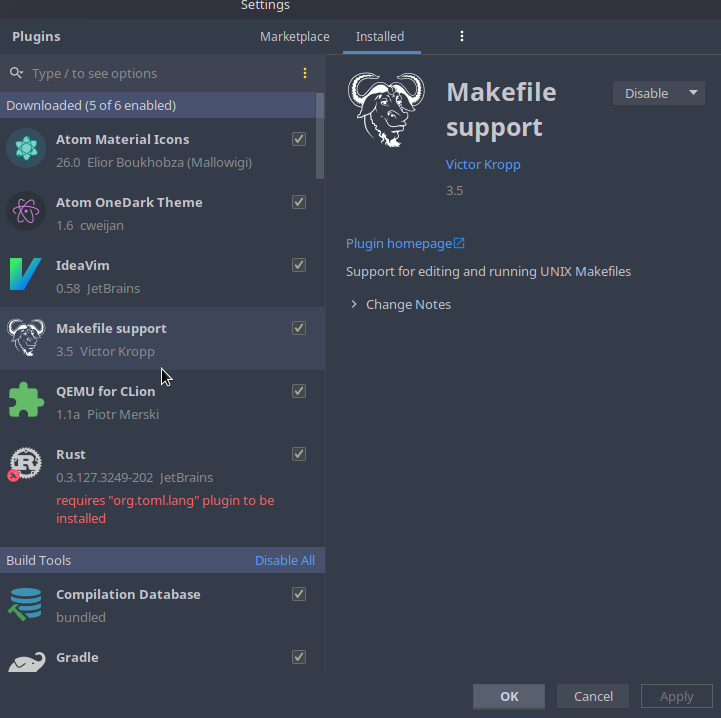 Settings
Plugins
Marketplace
Installed
Type / to see options
Downloaded (5 of 6 enabled)
Atom Material Icons
26.0 Elior Boukhobza (Mallowigi)
Atom OneDark Theme
1.6 cweijan
IdeaVim
0.58 JetBrains
Makefile support
3.5 Victor Kropp
QEMU for CLion
1.1a Piotr Merski
Rust
0.3.127.3249-202 JetBrains
requires "org.toml.lang" plugin to be
installed
Build Tools
Disable All
Compilation Database
bundled
Gradle
Makefile
support
Disable
Victor Kropp
3.5
Plugin homepage
Support for editing and running UNIX Makefiles
Change Notes
OK
Cancel
Apply